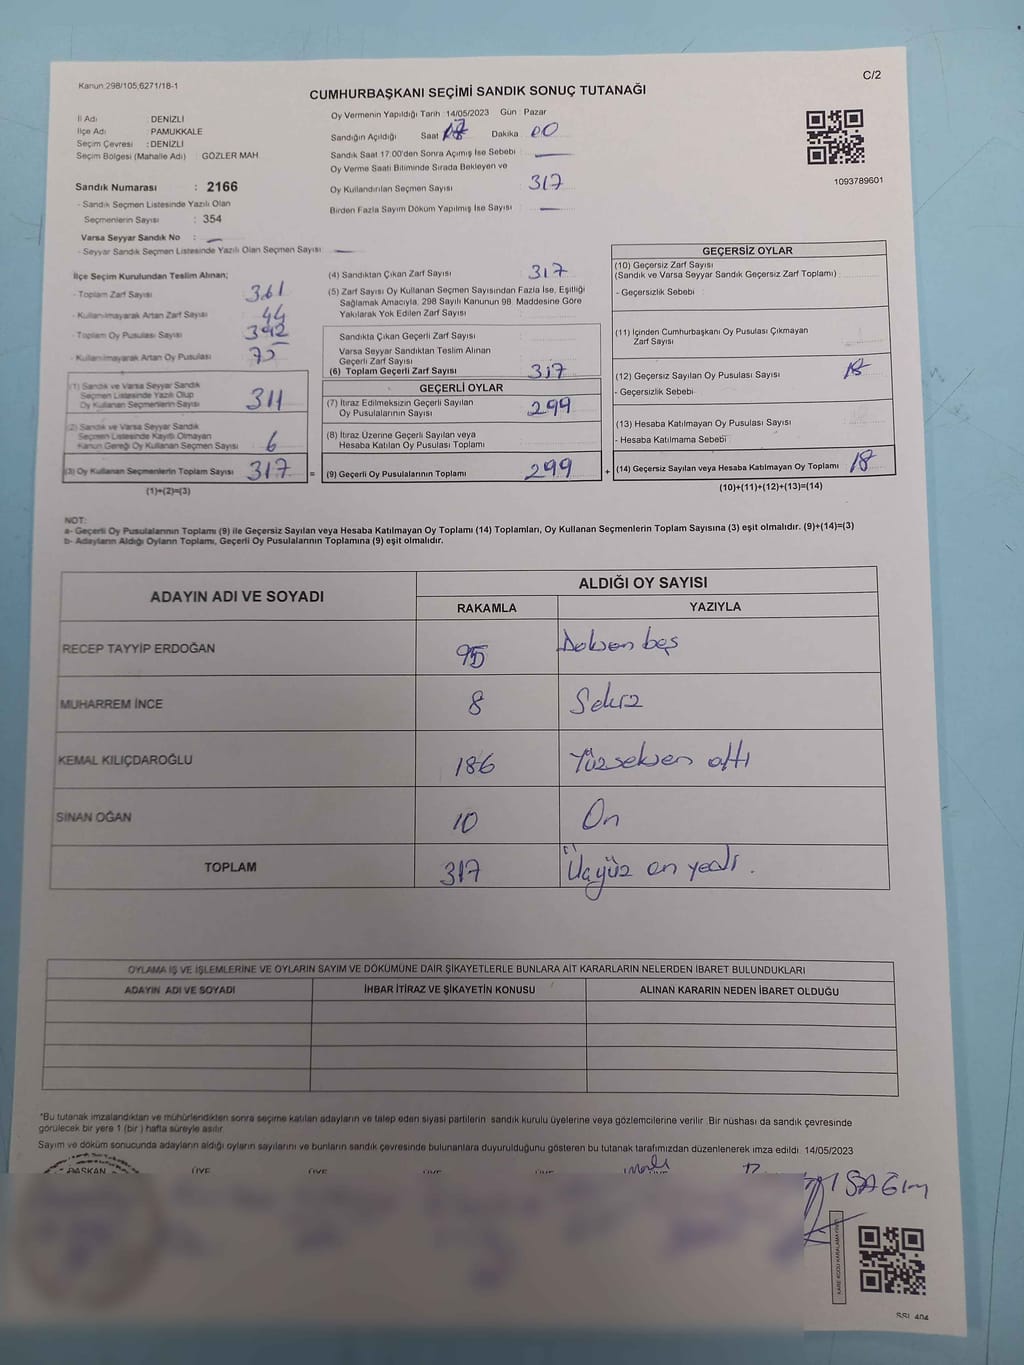 Kanun:298/105;6271/18-1
C/2
CUMHURBAŞKANI SEÇİMİ SANDIK SONUÇ TUTANAĞI
İl Adı : DENİZLİ
İlçe Adı : PAMUKKALE
Seçim Çevresi : DENİZLİ
Seçim Bölgesi (Mahalle Adı) : GÖZLER MAH
Sandık Numarası : 2166
- Sandık Seçmen Listesinde Yazılı Olan
Seçmenlerin Sayısı : 354
Varsa Seyyar Sandık No :
- Seyyar Sandık Seçmen Listesinde Yazılı Olan Seçmen Sayısı :
Oy Vermenin Yapıldığı Tarih :14/05/2023 Gün : Pazar
Sandığın Açıldığı Saat 17 Dakika 00
Sandık Saat 17:00'den Sonra Açımış İse Sebebi :
Oy Verme Saati Bitiminde Sırada Bekleyen ve
Oy Kullandırılan Seçmen Sayısı : 317
Birden Fazla Sayım Döküm Yapılmış İse Sayısı :
1093789601
İlçe Seçim Kurulundan Teslim Alınan;
- Toplam Zarf Sayısı 361
- Kullanılmayarak Artan Zarf Sayısı 44
- Toplam Oy Pusulası Sayısı 392
- Kullanılmayarak Artan Oy Pusulası 75
(1) Sandık ve Varsa Seyyar Sandık
Seçmen Listesinde Yazılı Olup
Oy Kullanan Seçmenlerin Sayısı 311
(2) Sandık ve Varsa Seyyar Sandık
Seçmen Listesinde Kayıtlı Olmayan
Kanun Gereği Oy Kullanan Seçmen Sayısı 6
(3) Oy Kullanan Seçmenlerin Toplam Sayısı 317
(1)+(2)=(3)
(4) Sandıktan Çıkan Zarf Sayısı : 317
(5) Zarf Sayısı Oy Kullanan Seçmen Sayısından Fazla İse, Eşitliği
Sağlamak Amacıyla, 298 Sayılı Kanunun 98. Maddesine Göre
Yakılarak Yok Edilen Zarf Sayısı
Sandıkta Çıkan Geçerli Zarf Sayısı
Varsa Seyyar Sandıktan Teslim Alınan
Geçerli Zarf Sayısı
(6) Toplam Geçerli Zarf Sayısı : 317
GEÇERLİ OYLAR
(7) İtiraz Edilmeksizin Geçerli Sayılan
Oy Pusulalarının Sayısı 299
(8) İtiraz Üzerine Geçerli Sayılan veya
Hesaba Katılan Oy Pusulaları Toplamı
= (9) Geçerli Oy Pusulalarının Toplamı 299
GEÇERSİZ OYLAR
(10) Geçersiz Zarf Sayısı
(Sandık ve Varsa Seyyar Sandık Geçersiz Zarf Toplamı) :
- Geçersizlik Sebebi :
(11) İçinden Cumhurbaşkanı Oy Pusulası Çıkmayan
Zarf Sayısı :
(12) Geçersiz Sayılan Oy Pusulası Sayısı : 18
- Geçersizlik Sebebi
(13) Hesaba Katılmayan Oy Pusulası Sayısı :
- Hesaba Katılmama Sebebi
+ (14) Geçersiz Sayılan veya Hesaba Katılmayan Oy Toplamı 18
(10)+(11)+(12)+(13)=(14)
NOT:
a- Geçerli Oy Pusulalarının Toplamı (9) ile Geçersiz Sayılan veya Hesaba Katılmayan Oy Toplamı (14) Toplamları, Oy Kullanan Seçmenlerin Toplam Sayısına (3) eşit olmalıdır. (9)+(14)=(3)
b- Adayların Aldığı Oyların Toplamı, Geçerli Oy Pusulalarının Toplamına (9) eşit olmalıdır.
ADAYIN ADI VE SOYADI
ALDIĞI OY SAYISI
RAKAMLA YAZIYLA
RECEP TAYYİP ERDOĞAN 95 Doksan beş
MUHARREM İNCE 8 Sekiz
KEMAL KILIÇDAROĞLU 186 Yüzseksen altı
SİNAN OĞAN 10 On
TOPLAM 317 Üçyüz on yedi.
OYLAMA İŞ VE İŞLEMLERİNE VE OYLARIN SAYIM VE DÖKÜMÜNE DAİR ŞİKAYETLERLE BUNLARA AİT KARARLARIN NELERDEN İBARET BULUNDUKLARI
ADAYIN ADI VE SOYADI İHBAR İTİRAZ VE ŞİKAYETİN KONUSU ALINAN KARARIN NEDEN İBARET OLDUĞU
*Bu tutanak imzalandıktan ve mühürlendikten sonra seçime katılan adayların ve talep eden siyasi partilerin sandık kurulu üyelerine veya gözlemcilerine verilir. Bir nüshası da sandık çevresinde
görülecek bir yere 1 (bir ) hafta süreyle asılır.
Sayım ve döküm sonucunda adayların aldığı oyların sayılarını ve bunların sandık çevresinde bulunanlara duyurulduğunu gösteren bu tutanak tarafımızdan düzenlenerek imza edildi. 14/05/2023
BAŞKAN ÜYE ÜYE ÜYE ÜYE
SAĞIM
KARE KODU KARALAMAYINIZ